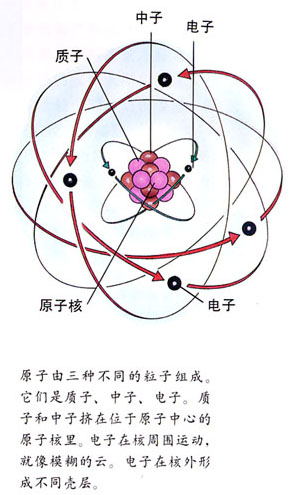 中子
电子
质子
原子核
电子
原子由三种不同的粒子组成。
它们是质子、中子、电子。质
子和中子挤在位于原子中心的
原子核里。电子在核周围运动，
就像模糊的云。电子在核外形
成不同壳层。